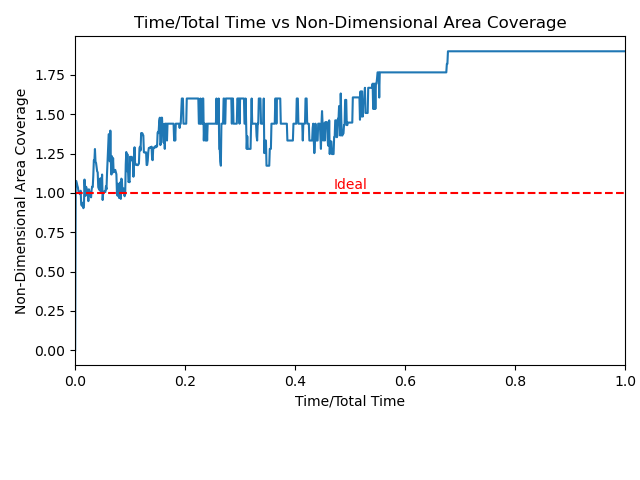 Time/Total Time vs Non-Dimensional Area Coverage
Non-Dimensional Area Coverage
1.75
1.50
1.25
1.00
0.75
0.50
0.25
0.00
Ideal
0.0 0.2 0.4 0.6 0.8 1.0
Time/Total Time